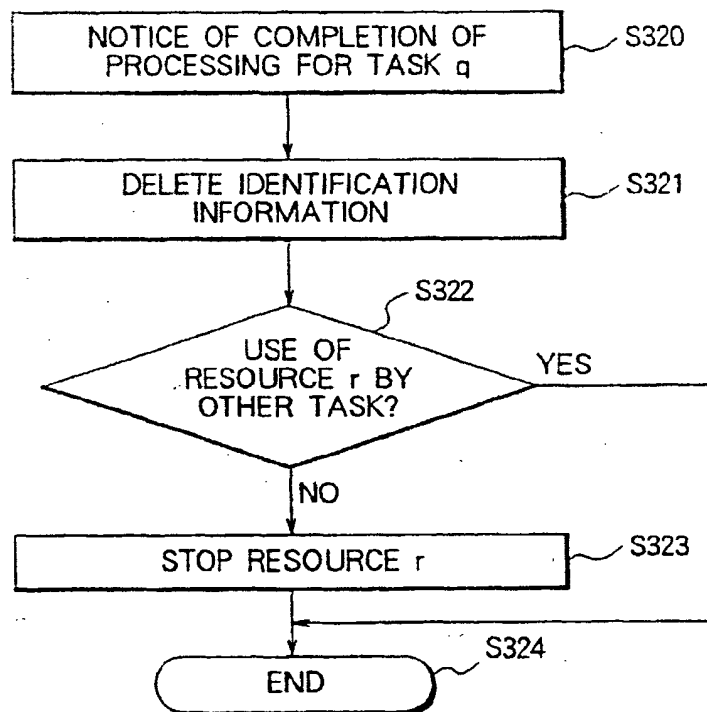 NOTICE OF COMPLETION OF
PROCESSING FOR TASK q
S320
DELETE IDENTIFICATION
INFORMATION
S321
S322
USE OF
RESOURCE r BY
OTHER TASK?
YES
NO
STOP RESOURCE r
S323
S324
END